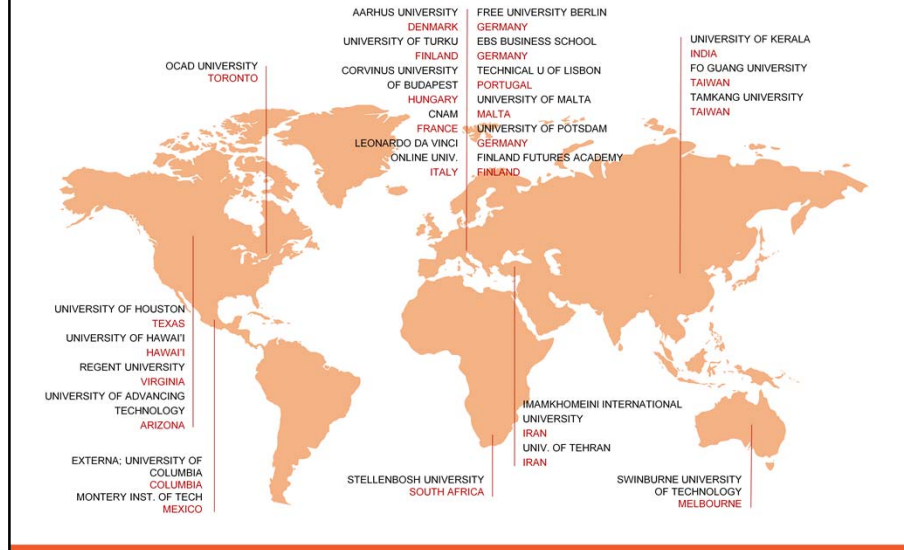 AARHUS UNIVERSITY
DENMARK
UNIVERSITY OF TURKU
FINLAND
CORVINUS UNIVERSITY
OF BUDAPEST
HUNGARY
CNAM
FRANCE
LEONARDO DA VINCI
ONLINE UNIV.
ITALY
FREE UNIVERSITY BERLIN
GERMANY
EBS BUSINESS SCHOOL
GERMANY
TECHNICAL U OF LISBON
PORTUGAL
UNIVERSITY OF MALTA
MALTA
UNIVERSITY OF POTSDAM
GERMANY
FINLAND FUTURES ACADEMY
FINLAND
UNIVERSITY OF KERALA
INDIA
FO GUANG UNIVERSITY
TAIWAN
TAMKANG UNIVERSITY
TAIWAN
OCAD UNIVERSITY
TORONTO
UNIVERSITY OF HOUSTON
TEXAS
UNIVERSITY OF HAWAI'I
HAWAI'I
REGENT UNIVERSITY
VIRGINIA
UNIVERSITY OF ADVANCING
TECHNOLOGY
ARIZONA
EXTERNA; UNIVERSITY OF
COLUMBIA
COLUMBIA
MONTERY INST. OF TECH
MEXICO
STELLENBOSH UNIVERSITY
SOUTH AFRICA
IMAMKHOMEINI INTERNATIONAL
UNIVERSITY
IRAN
UNIV. OF TEHRAN
IRAN
SWINBURNE UNIVERSITY
OF TECHNOLOGY
MELBOURNE